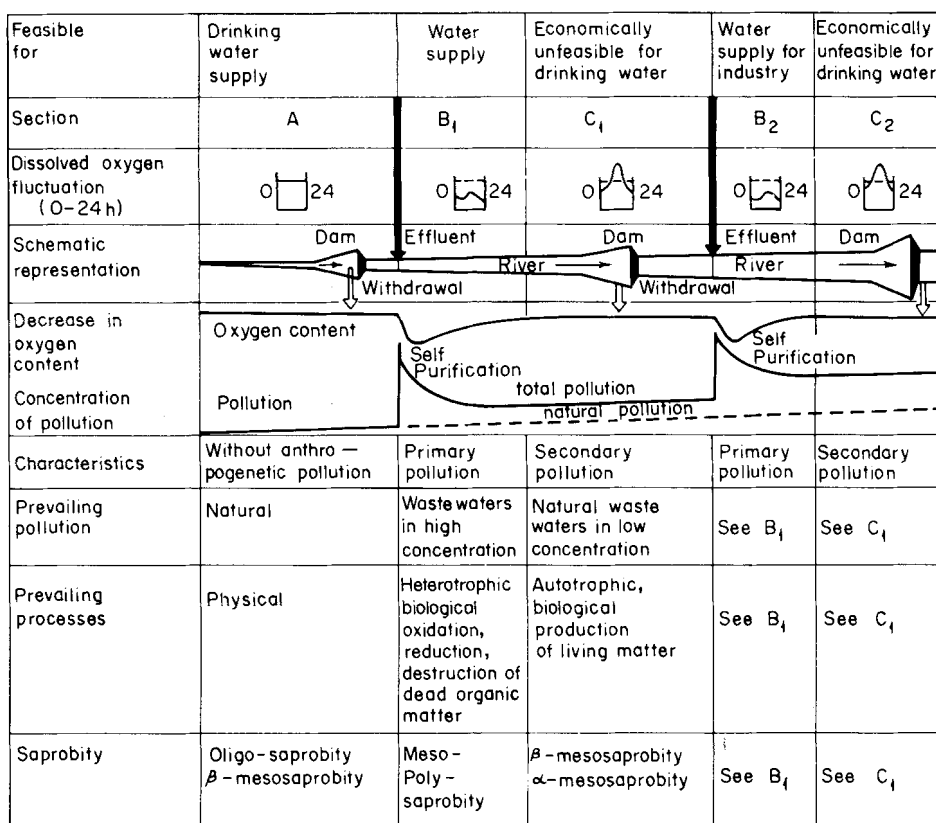 Feasible for
Drinking water supply
Water supply
Economically unfeasible for drinking water
Water supply for industry
Economically unfeasible for drinking water
Section
A
B₁
C₁
B₂
C₂
Dissolved oxygen fluctuation (0-24h)
0 24
0 24
0 24
0 24
0 24
Schematic representation
Dam
Effluent
River
Dam
Effluent
River
Dam
Withdrawal
Withdrawal
Decrease in oxygen content
Oxygen content
Self Purification
Self Purification
Concentration of pollution
Pollution
total pollution
natural pollution
Characteristics
Without anthro — pogenetic pollution
Primary pollution
Secondary pollution
Primary pollution
Secondary pollution
Prevailing pollution
Natural
Waste waters in high concentration
Natural waste waters in low concentration
See B₁
See C₁
Prevailing processes
Physical
Heterotrophic biological oxidation, reduction, destruction of dead organic matter
Autotraphic, biological production of living matter
See B₁
See C₁
Saprobity
Oligo-saprobity β-mesosaprobity
Meso- Poly- saprobity
β-mesosaprobity α-mesosaprobity
See B₁
See C₁